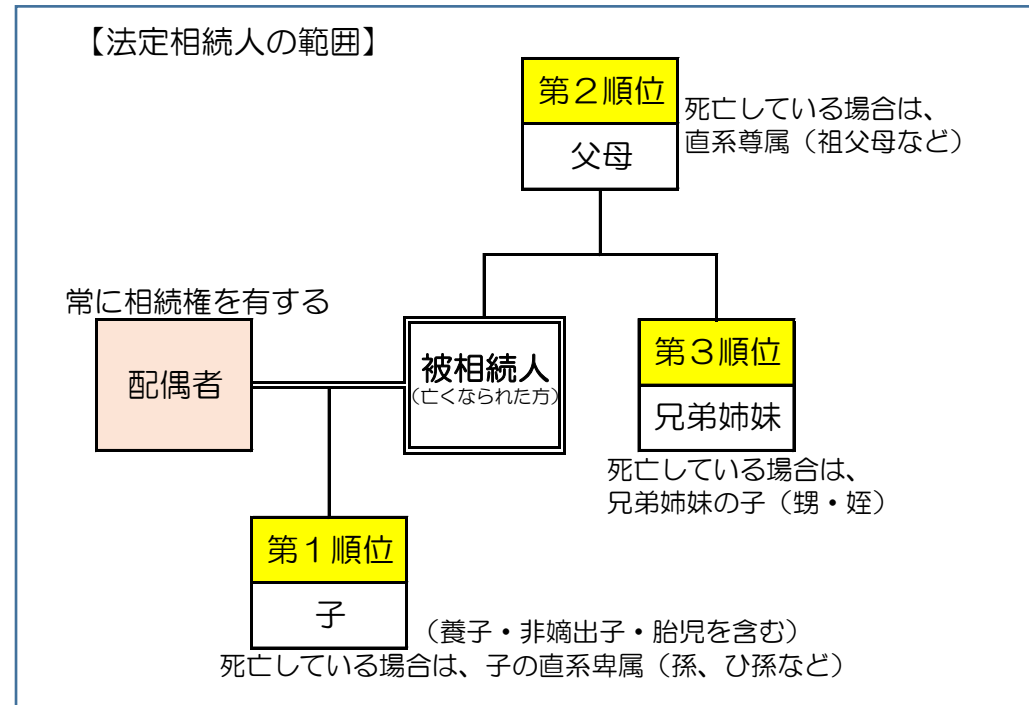 【法定相続人の範囲】
第２順位
父母
死亡している場合は、
直系尊属（祖父母など）
常に相続権を有する
配偶者
被相続人
（亡くなられた方）
第３順位
兄弟姉妹
死亡している場合は、
兄弟姉妹の子（甥・姪）
第１順位
子
（養子・非嫡出子・胎児を含む）
死亡している場合は、子の直系卑属（孫、ひ孫など）